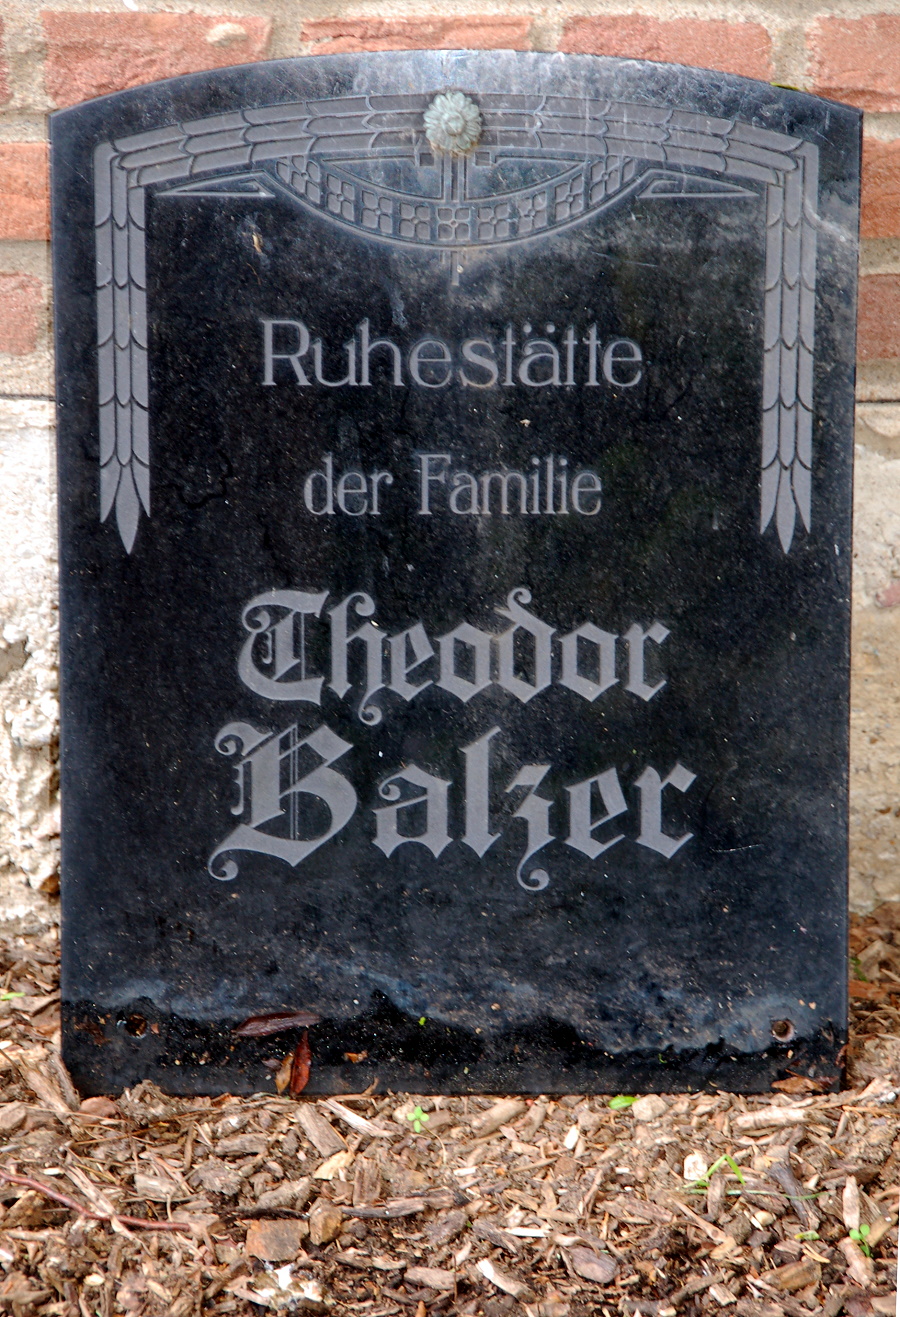 Ruhestätte
der Familie
Theodor
Balzer